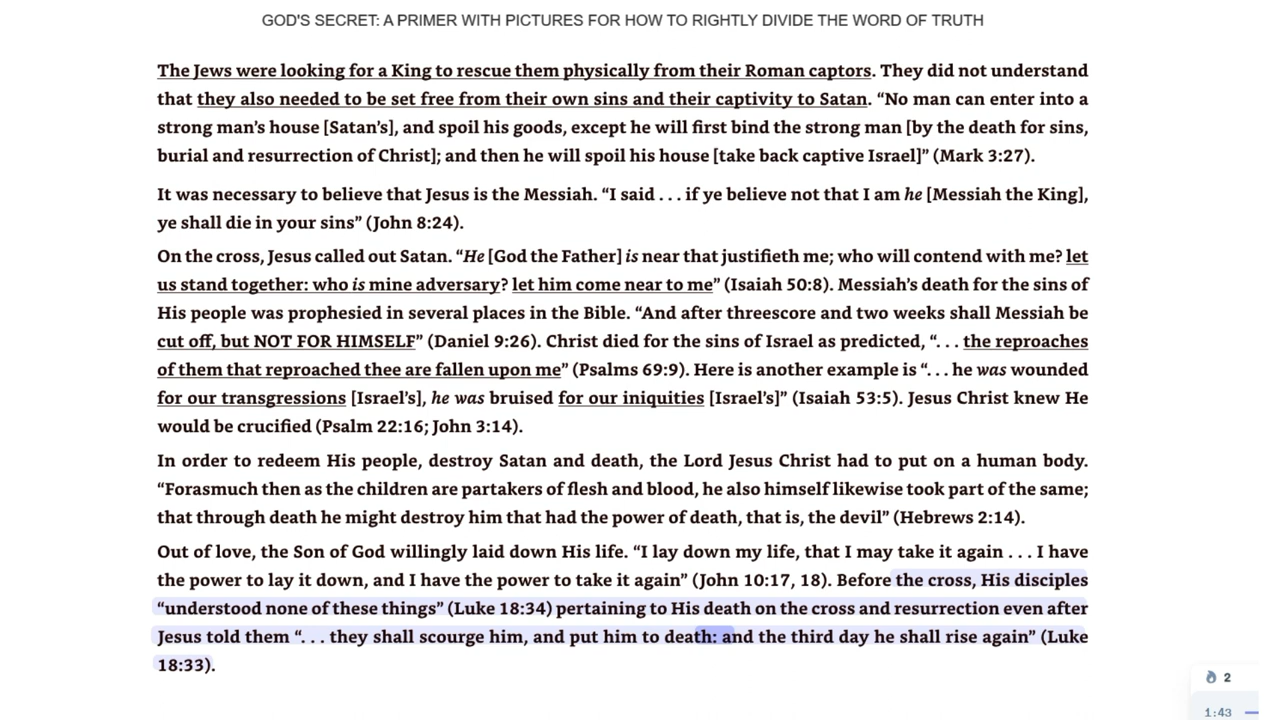 GOD'S SECRET: A PRIMER WITH PICTURES FOR HOW TO RIGHTLY DIVIDE THE WORD OF TRUTH
The Jews were looking for a King to rescue them physically from their Roman captors. They did not understand
that they also needed to be set free from their own sins and their captivity to Satan. “No man can enter into a
strong man’s house [Satan’s], and spoil his goods, except he will first bind the strong man [by the death for sins,
burial and resurrection of Christ]; and then he will spoil his house [take back captive Israel]” (Mark 3:27).
It was necessary to believe that Jesus is the Messiah. “I said . . . if ye believe not that I am he [Messiah the King],
ye shall die in your sins” (John 8:24).
On the cross, Jesus called out Satan. “He [God the Father] is near that justifieth me; who will contend with me? let
us stand together: who is mine adversary? let him come near to me” (Isaiah 50:8). Messiah’s death for the sins of
His people was prophesied in several places in the Bible. “And after threescore and two weeks shall Messiah be
cut off, but NOT FOR HIMSELF” (Daniel 9:26). Christ died for the sins of Israel as predicted, “. . . the reproaches
of them that reproached thee are fallen upon me” (Psalms 69:9). Here is another example is “. . . he was wounded
for our transgressions [Israel’s], he was bruised for our iniquities [Israel’s]” (Isaiah 53:5). Jesus Christ knew He
would be crucified (Psalm 22:16; John 3:14).
In order to redeem His people, destroy Satan and death, the Lord Jesus Christ had to put on a human body.
“Forasmuch then as the children are partakers of flesh and blood, he also himself likewise took part of the same;
that through death he might destroy him that had the power of death, that is, the devil” (Hebrews 2:14).
Out of love, the Son of God willingly laid down His life. “I lay down my life, that I may take it again . . . I have
the power to lay it down, and I have the power to take it again” (John 10:17, 18). Before the cross, His disciples
“understood none of these things” (Luke 18:34) pertaining to His death on the cross and resurrection even after
Jesus told them “. . . they shall scourge him, and put him to death: and the third day he shall rise again” (Luke
18:33).
2
1:43